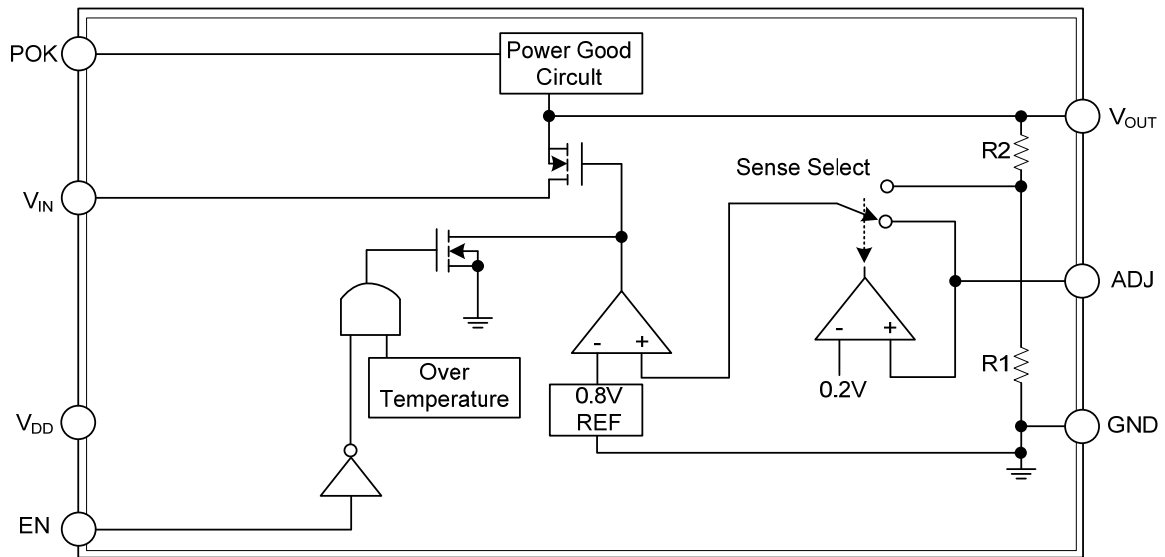 POK
Power Good
Circult
VOUT
R2
Sense Select
VIN
ADJ
- +
- +
R1
Over
Temperature
0.8V
REF
0.2V
VDD
GND
EN